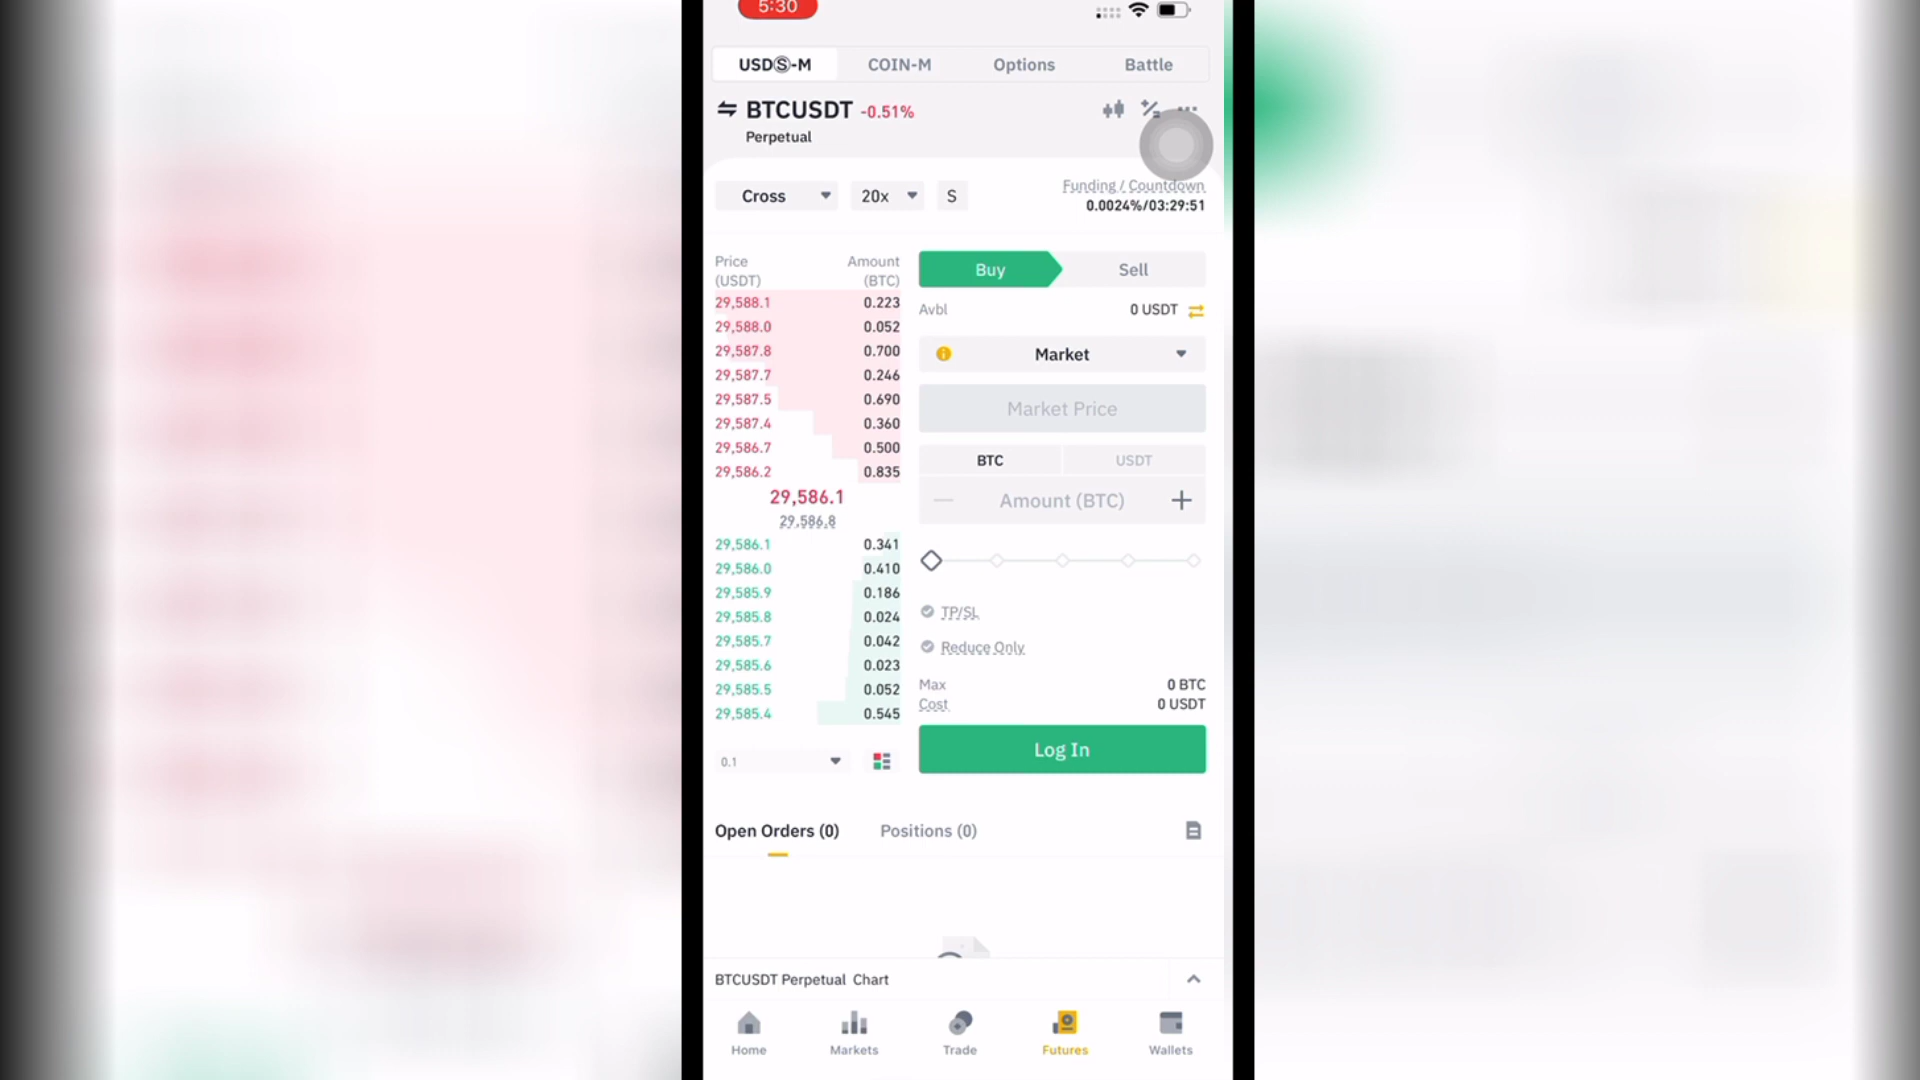 5:30
USDⓈ-M COIN-M Options Battle
BTCUSDT -0.51%
Perpetual
Cross 20x S
Funding / Countdown
0.0024%/03:29:51
Price Amount
(USDT) (BTC)
29,588.1 0.223
29,588.0 0.052
29,587.8 0.700
29,587.7 0.246
29,587.5 0.690
29,587.4 0.360
29,586.7 0.500
29,586.2 0.835
29,586.1
29,586.8
29,586.1 0.341
29,586.0 0.410
29,585.9 0.186
29,585.8 0.024
29,585.7 0.042
29,585.6 0.023
29,585.5 0.052
29,585.4 0.545
0.1
Buy Sell
Avbl 0 USDT
Market
Market Price
BTC USDT
Amount (BTC)
TP/SL
Reduce Only
Max 0 BTC
Cost 0 USDT
Log In
Open Orders (0) Positions (0)
BTCUSDT Perpetual Chart
Home Markets Trade Futures Wallets